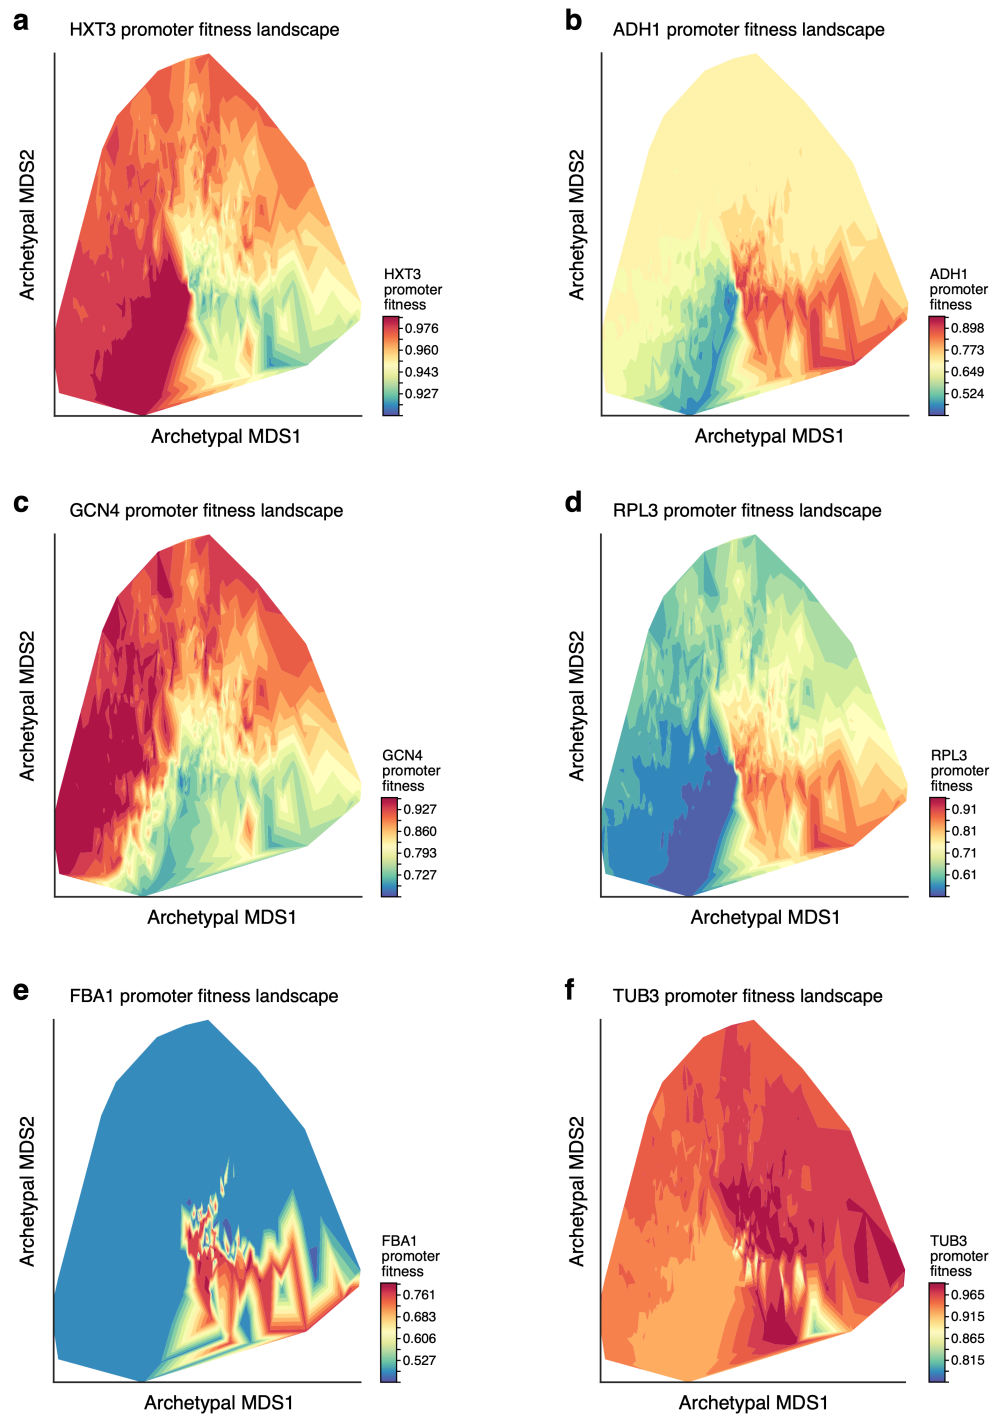 a
HXT3 promoter fitness landscape
Archetypal MDS2
HXT3
promoter
fitness
0.976
0.960
0.943
0.927
Archetypal MDS1
b
ADH1 promoter fitness landscape
Archetypal MDS2
ADH1
promoter
fitness
0.898
0.773
0.649
0.524
Archetypal MDS1
c
GCN4 promoter fitness landscape
Archetypal MDS2
GCN4
promoter
fitness
0.927
0.860
0.793
0.727
Archetypal MDS1
d
RPL3 promoter fitness landscape
Archetypal MDS2
RPL3
promoter
fitness
0.91
0.81
0.71
0.61
Archetypal MDS1
e
FBA1 promoter fitness landscape
Archetypal MDS2
FBA1
promoter
fitness
0.761
0.683
0.606
0.527
Archetypal MDS1
f
TUB3 promoter fitness landscape
Archetypal MDS2
TUB3
promoter
fitness
0.965
0.915
0.865
0.815
Archetypal MDS1